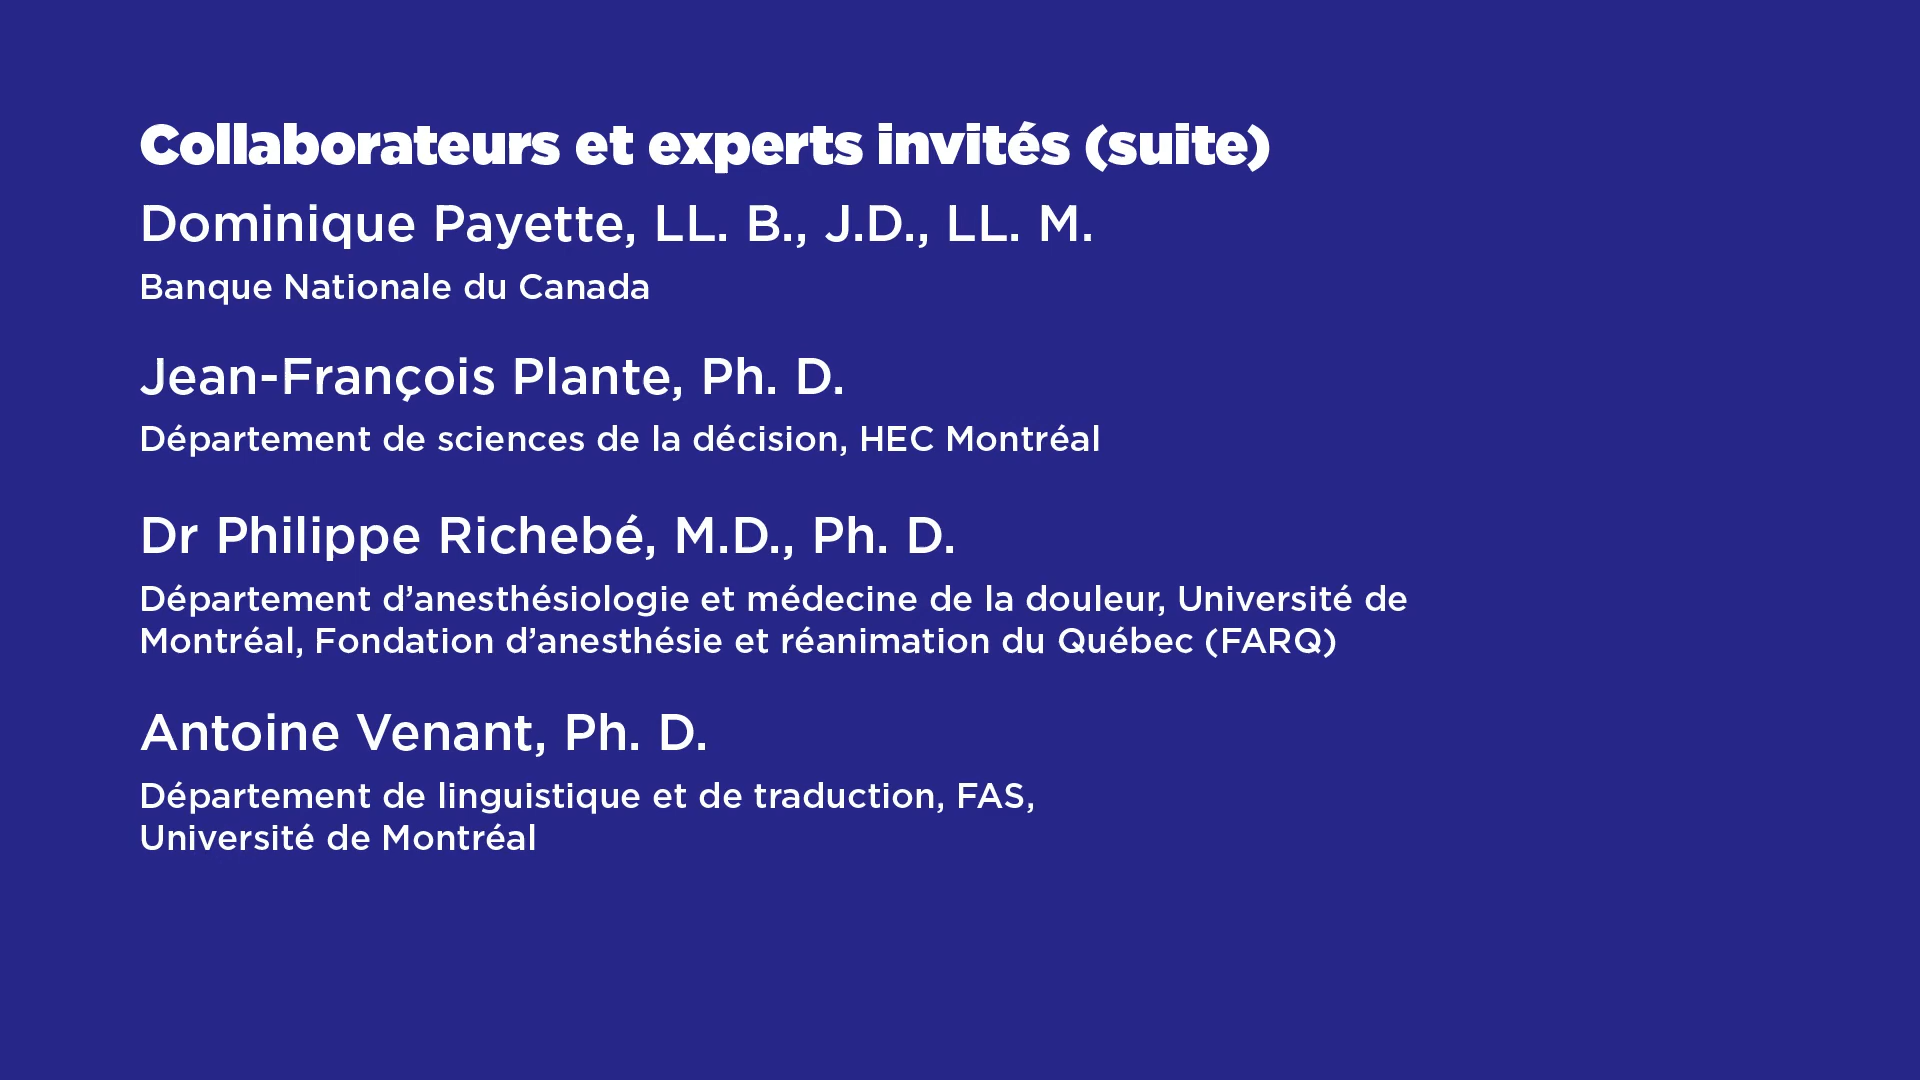 Collaborateurs et experts invités (suite)
Dominique Payette, LL. B., J.D., LL. M.
Banque Nationale du Canada
Jean-François Plante, Ph. D.
Département de sciences de la décision, HEC Montréal
Dr Philippe Richebé, M.D., Ph. D.
Département d’anesthésiologie et médecine de la douleur, Université de
Montréal, Fondation d’anesthésie et réanimation du Québec (FARQ)
Antoine Venant, Ph. D.
Département de linguistique et de traduction, FAS,
Université de Montréal